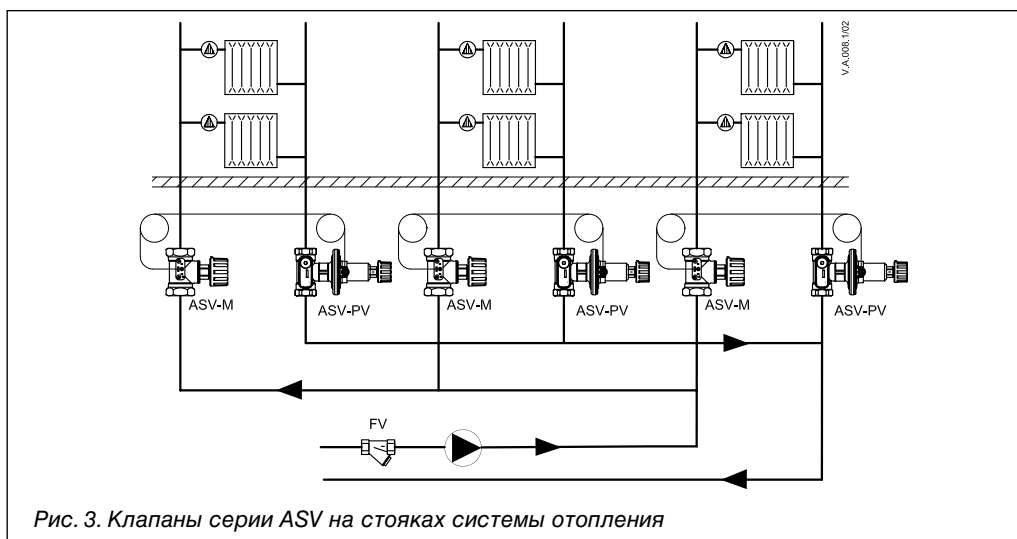 V.A.008.1/02
ASV-M
ASV-PV
ASV-M
ASV-PV
ASV-M
ASV-PV
FV
Рис. 3. Клапаны серии ASV на стояках системы отопления